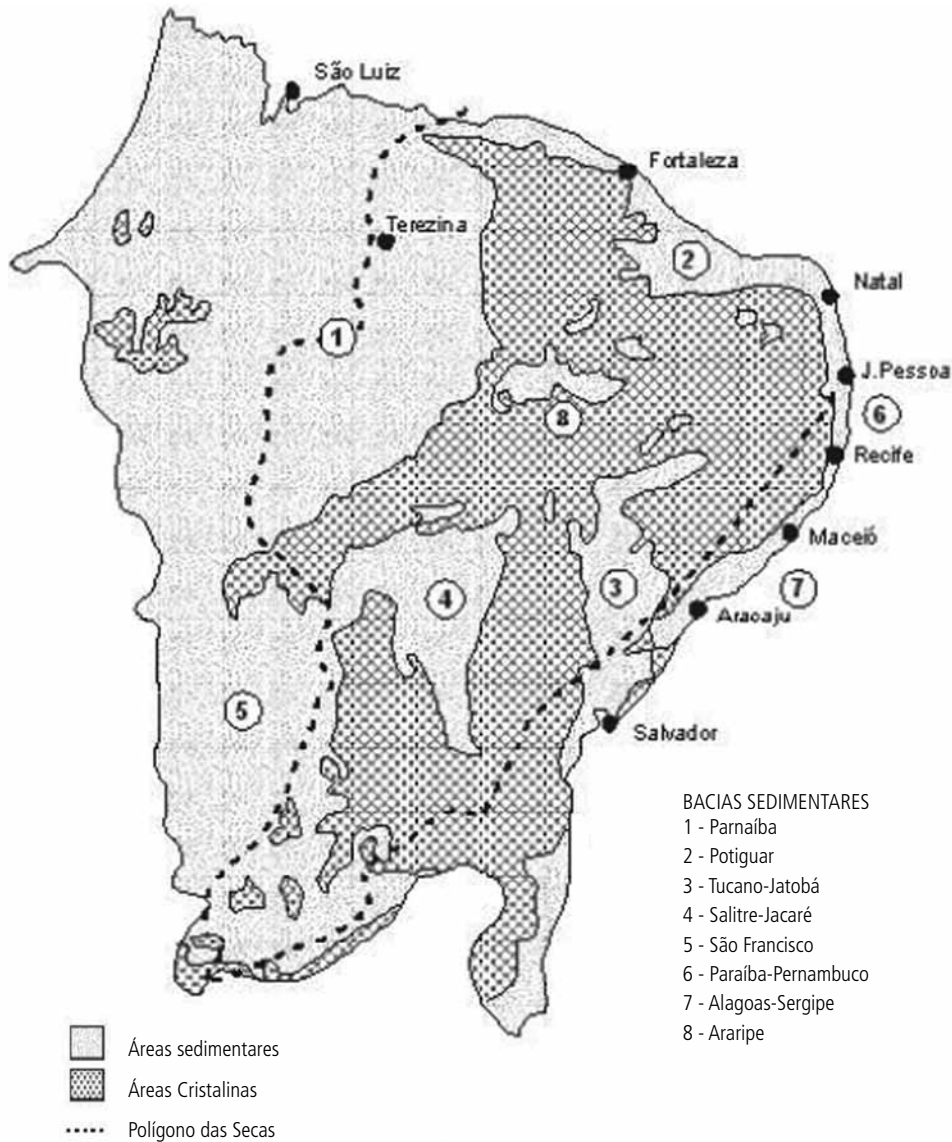 São Luiz
Fortaleza
Terezina
2
Natal
1
J.Pessoa
8
6
Recife
Maceió
4
3
7
Aracaju
5
Salvador
BACIAS SEDIMENTARES
1 - Parnaíba
2 - Potiguar
3 - Tucano-Jatobá
4 - Salitre-Jacaré
5 - São Francisco
6 - Paraíba-Pernambuco
7 - Alagoas-Sergipe
8 - Araripe
Áreas sedimentares
Áreas Cristalinas
Polígono das Secas